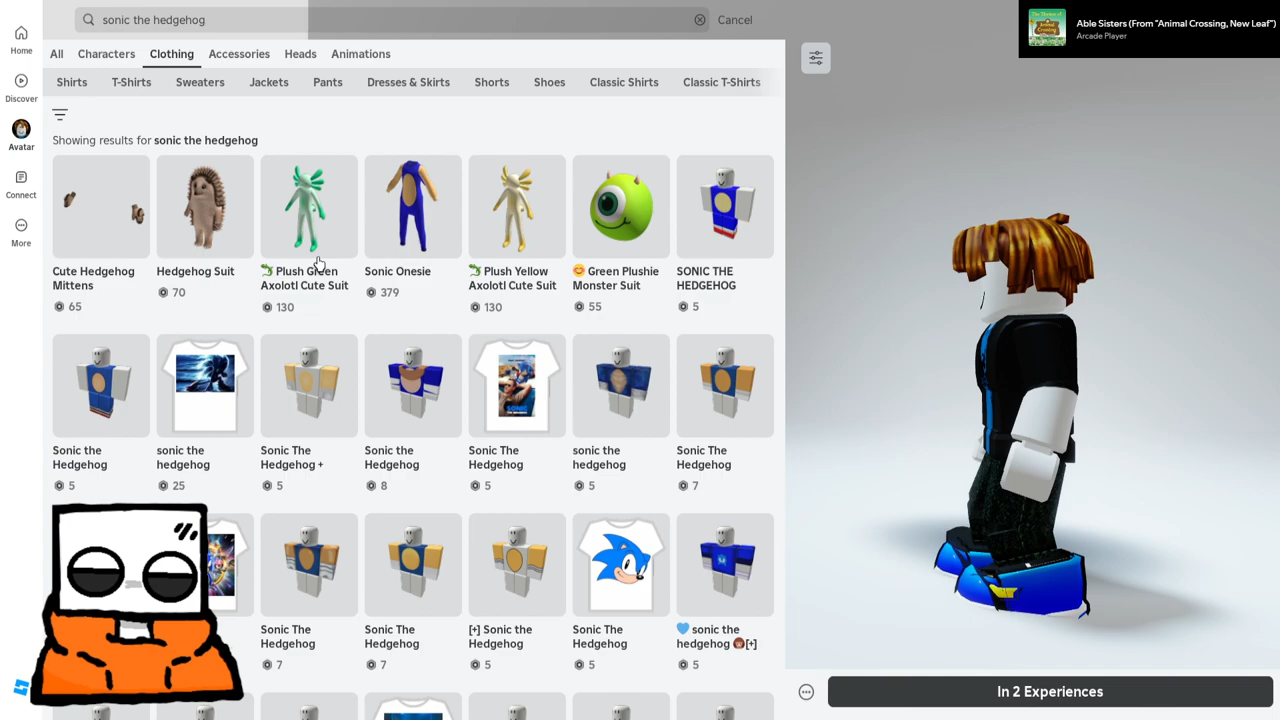 sonic the hedgehog
Cancel
Able Sisters (From "Animal Crossing, New Leaf")
Arcade Player
Home
Discover
Avatar
Connect
More
All Characters Clothing Accessories Heads Animations
Shirts T-Shirts Sweaters Jackets Pants Dresses & Skirts Shorts Shoes Classic Shirts Classic T-Shirts
Showing results for sonic the hedgehog
Cute Hedgehog
Mittens
65
Hedgehog Suit
70
Plush Green
Axolotl Cute Suit
130
Sonic Onesie
379
Plush Yellow
Axolotl Cute Suit
130
Green Plushie
Monster Suit
55
SONIC THE
HEDGEHOG
5
Sonic the
Hedgehog
5
sonic the
hedgehog
25
Sonic The
Hedgehog +
5
Sonic the
Hedgehog
8
Sonic The
Hedgehog
5
sonic the
hedgehog
5
Sonic The
Hedgehog
7
Sonic The
Hedgehog
7
Sonic The
Hedgehog
7
[+] Sonic the
Hedgehog
5
Sonic The
Hedgehog
5
💙 sonic the
hedgehog [+]
5
In 2 Experiences